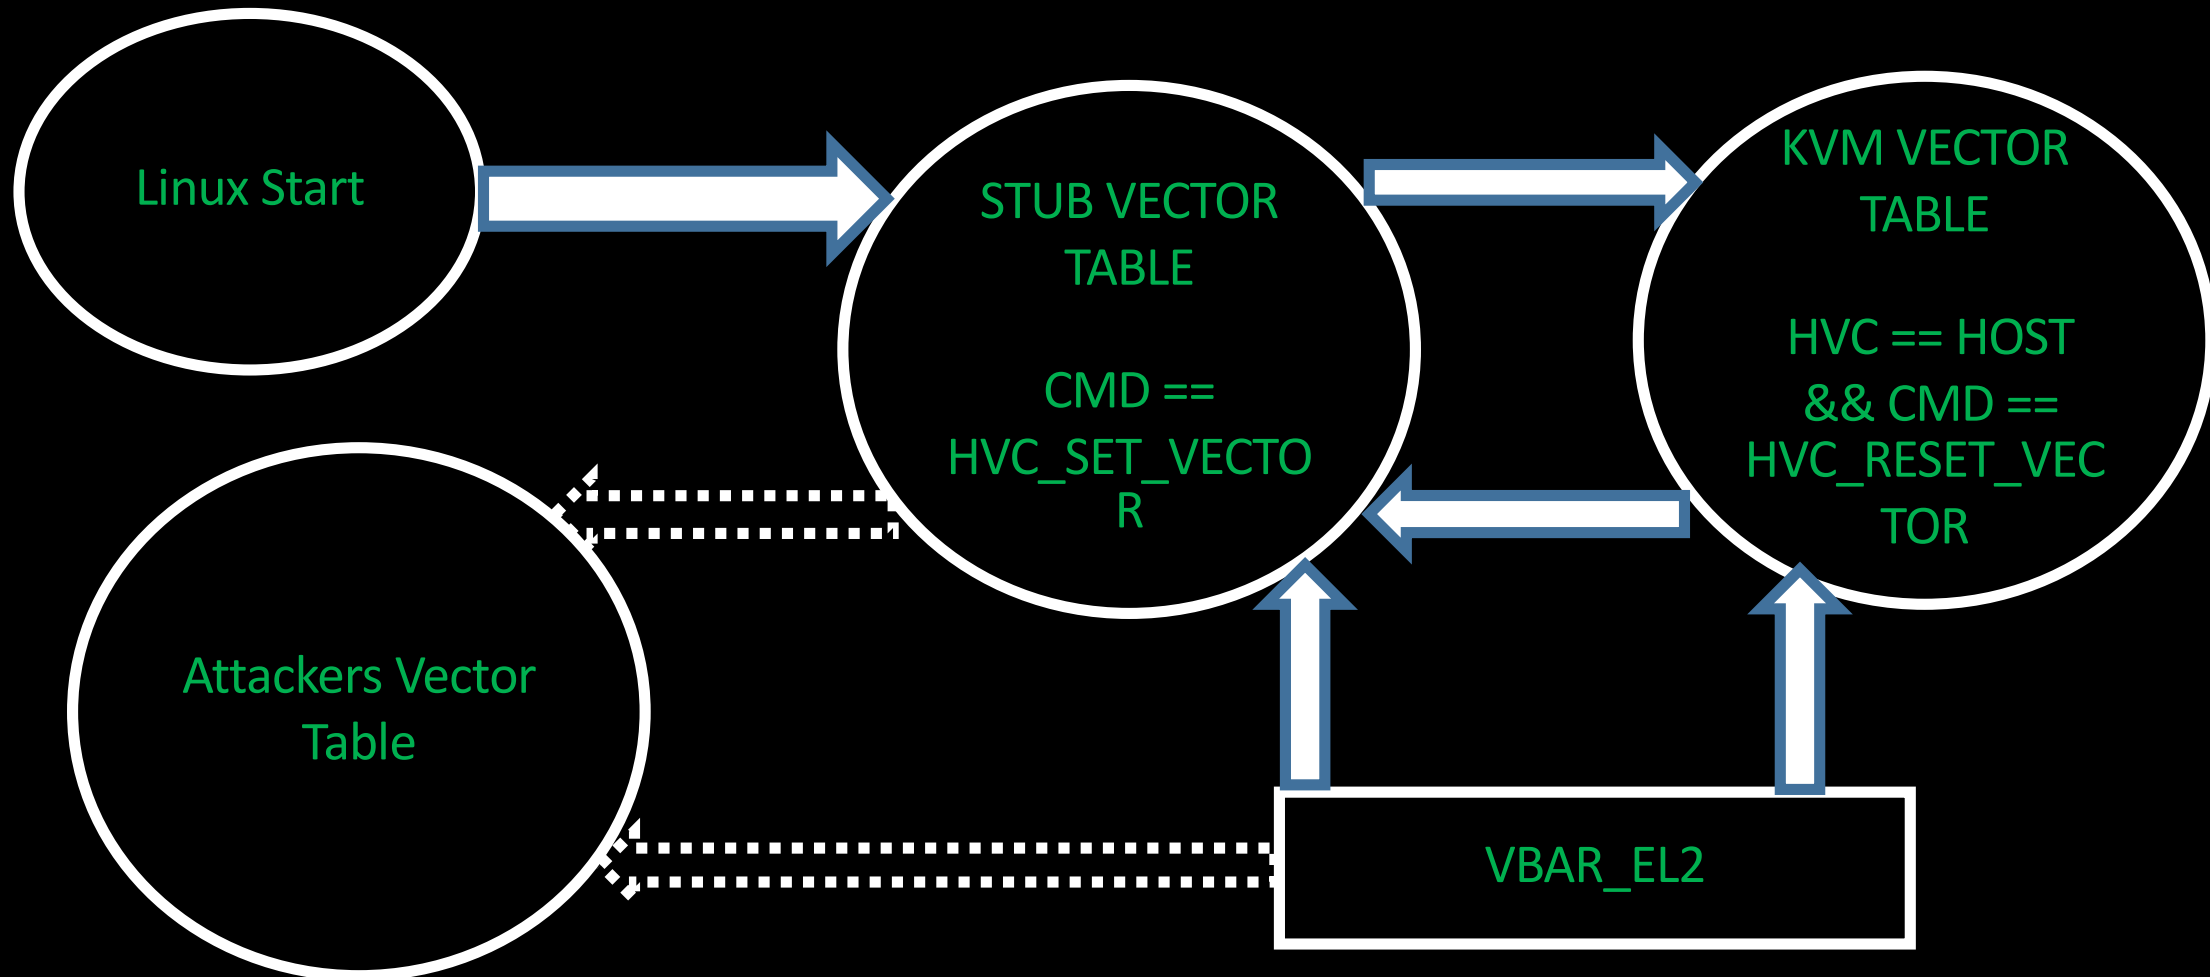 Linux Start
STUB VECTOR
TABLE
CMD ==
HVC_SET_VECTO
R
KVM VECTOR
TABLE
HVC == HOST
&& CMD ==
HVC_RESET_VEC
TOR
Attackers Vector
Table
VBAR_EL2